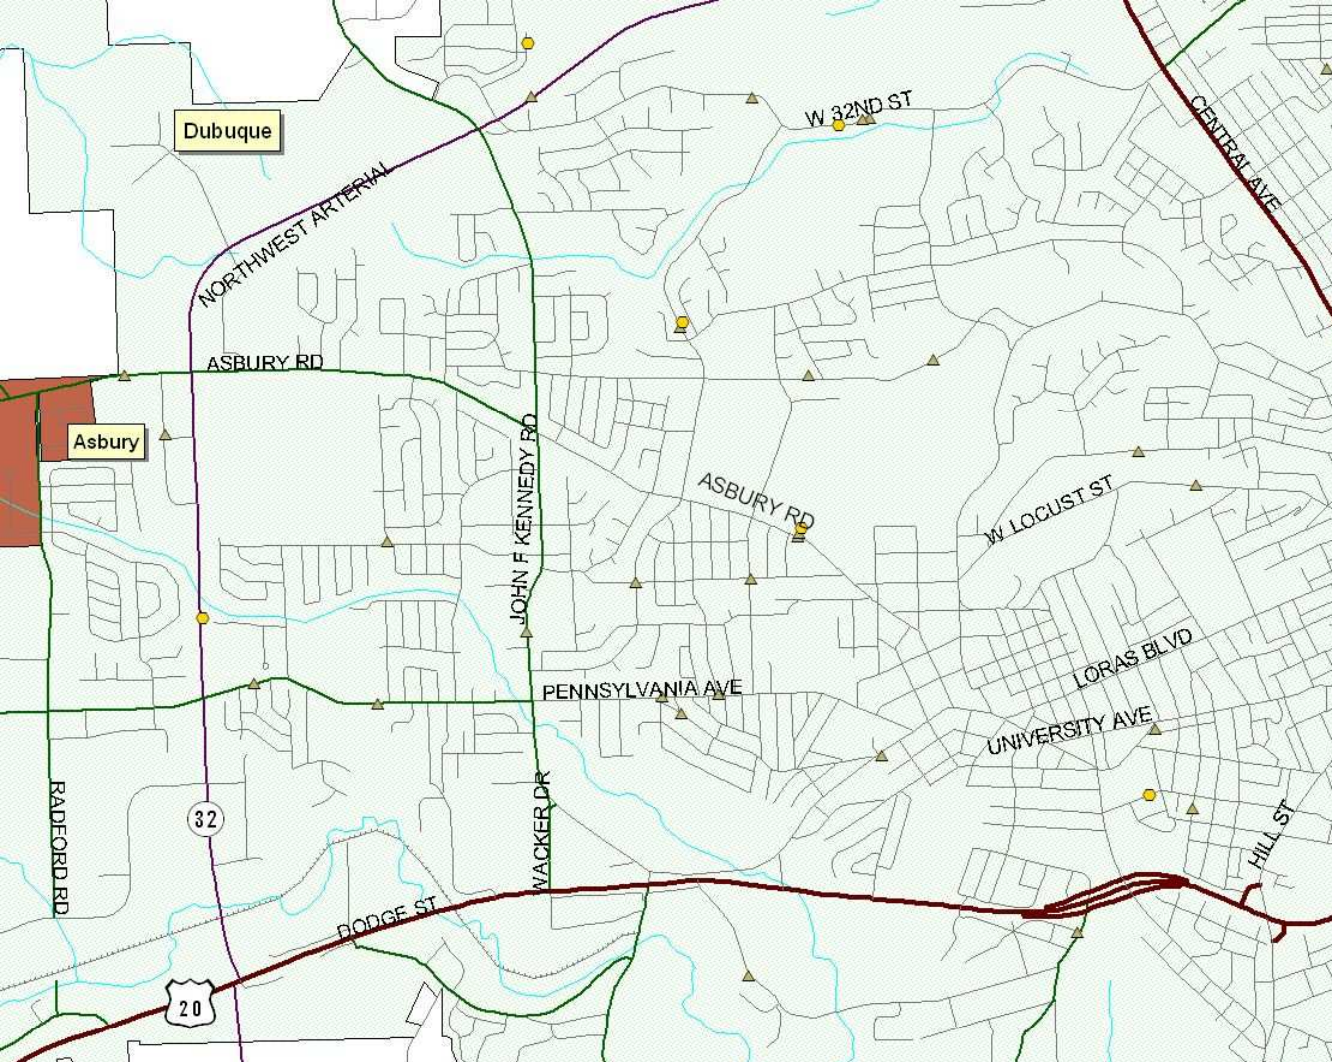 W 32ND ST
CENTRAL AVE
Dubuque
NORTHWEST ARTERIAL
ASBURY RD
Asbury
JOHN F KENNEDY RD
ASBURY RD
W LOCUST ST
LORAS BLVD
PENNSYLVANIA AVE
UNIVERSITY AVE
RADFORD RD
32
WACKER DR
HILL ST
DODGE ST
20